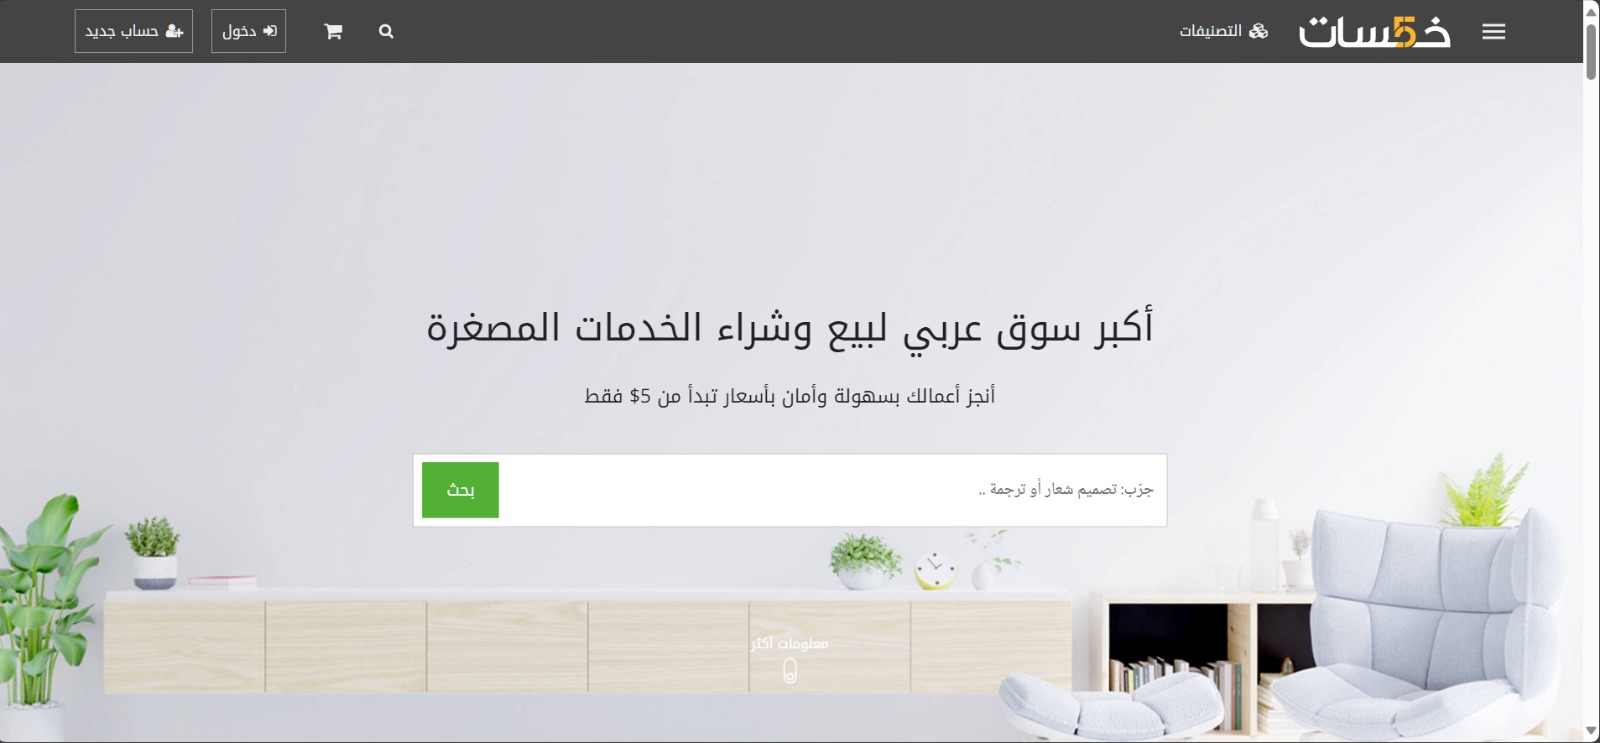 خمسات
التصنيفات
دخول
حساب جديد
أكبر سوق عربي لبيع وشراء الخدمات المصغرة
أنجز أعمالك بسهولة وأمان بأسعار تبدأ من 5$ فقط
جرّب: تصميم شعار أو ترجمة ..
بحث
معلومات أكثر